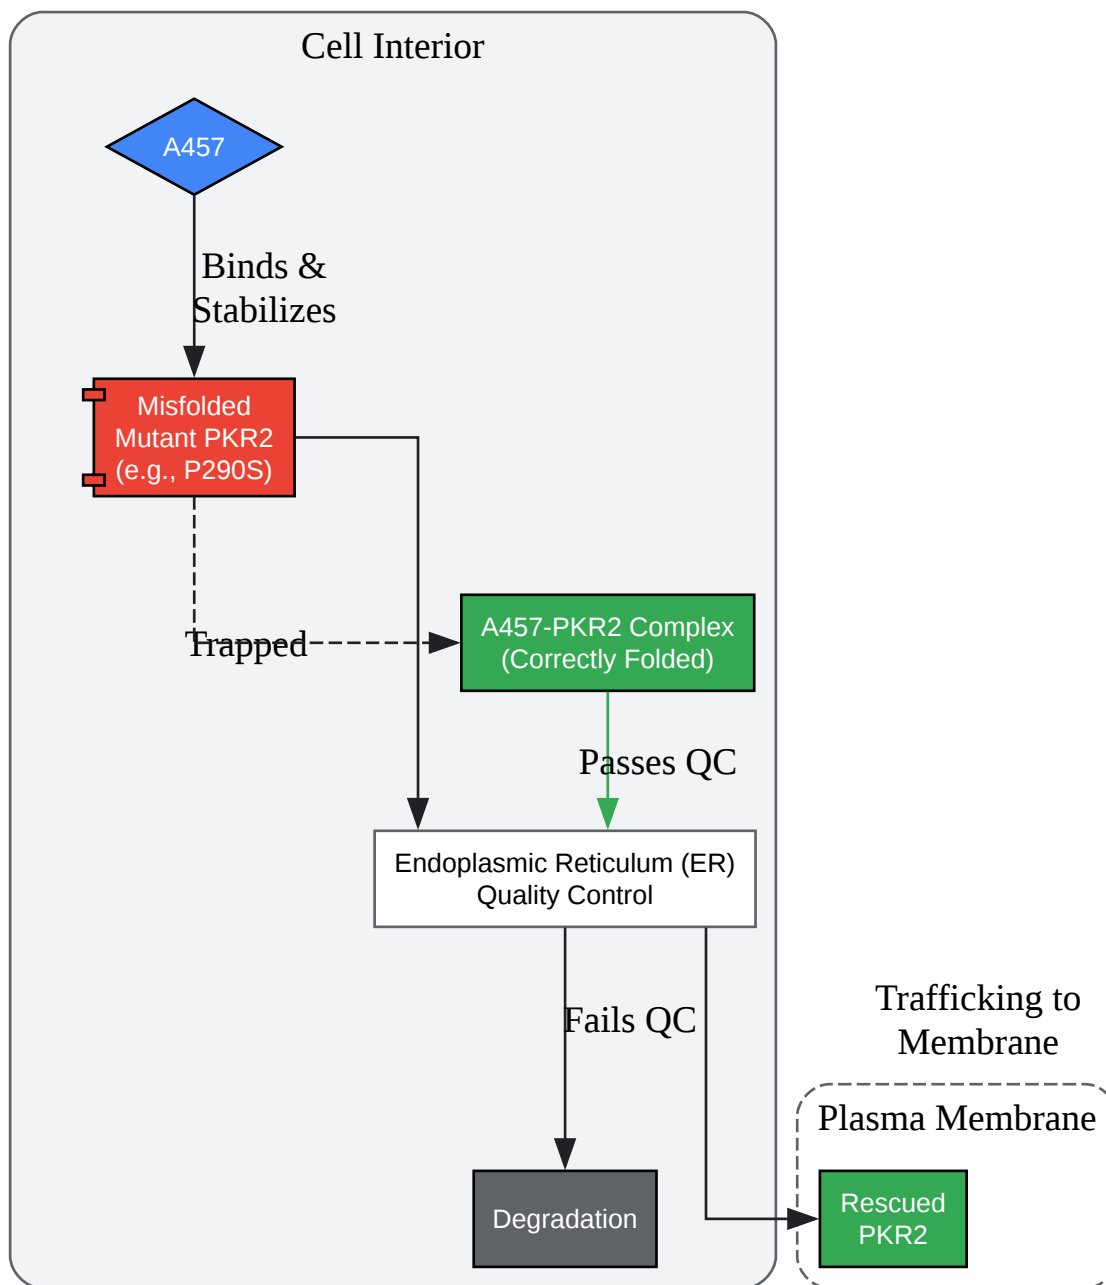 Cell Interior
A457
Binds &
Stabilizes
Misfolded
Mutant PKR2
(e.g., P290S)
A457-PKR2 Complex
(Correctly Folded)
Trapped
Passes QC
Endoplasmic Reticulum (ER)
Quality Control
Fails QC
Trafficking to
Membrane
Plasma Membrane
Degradation
Rescued
PKR2